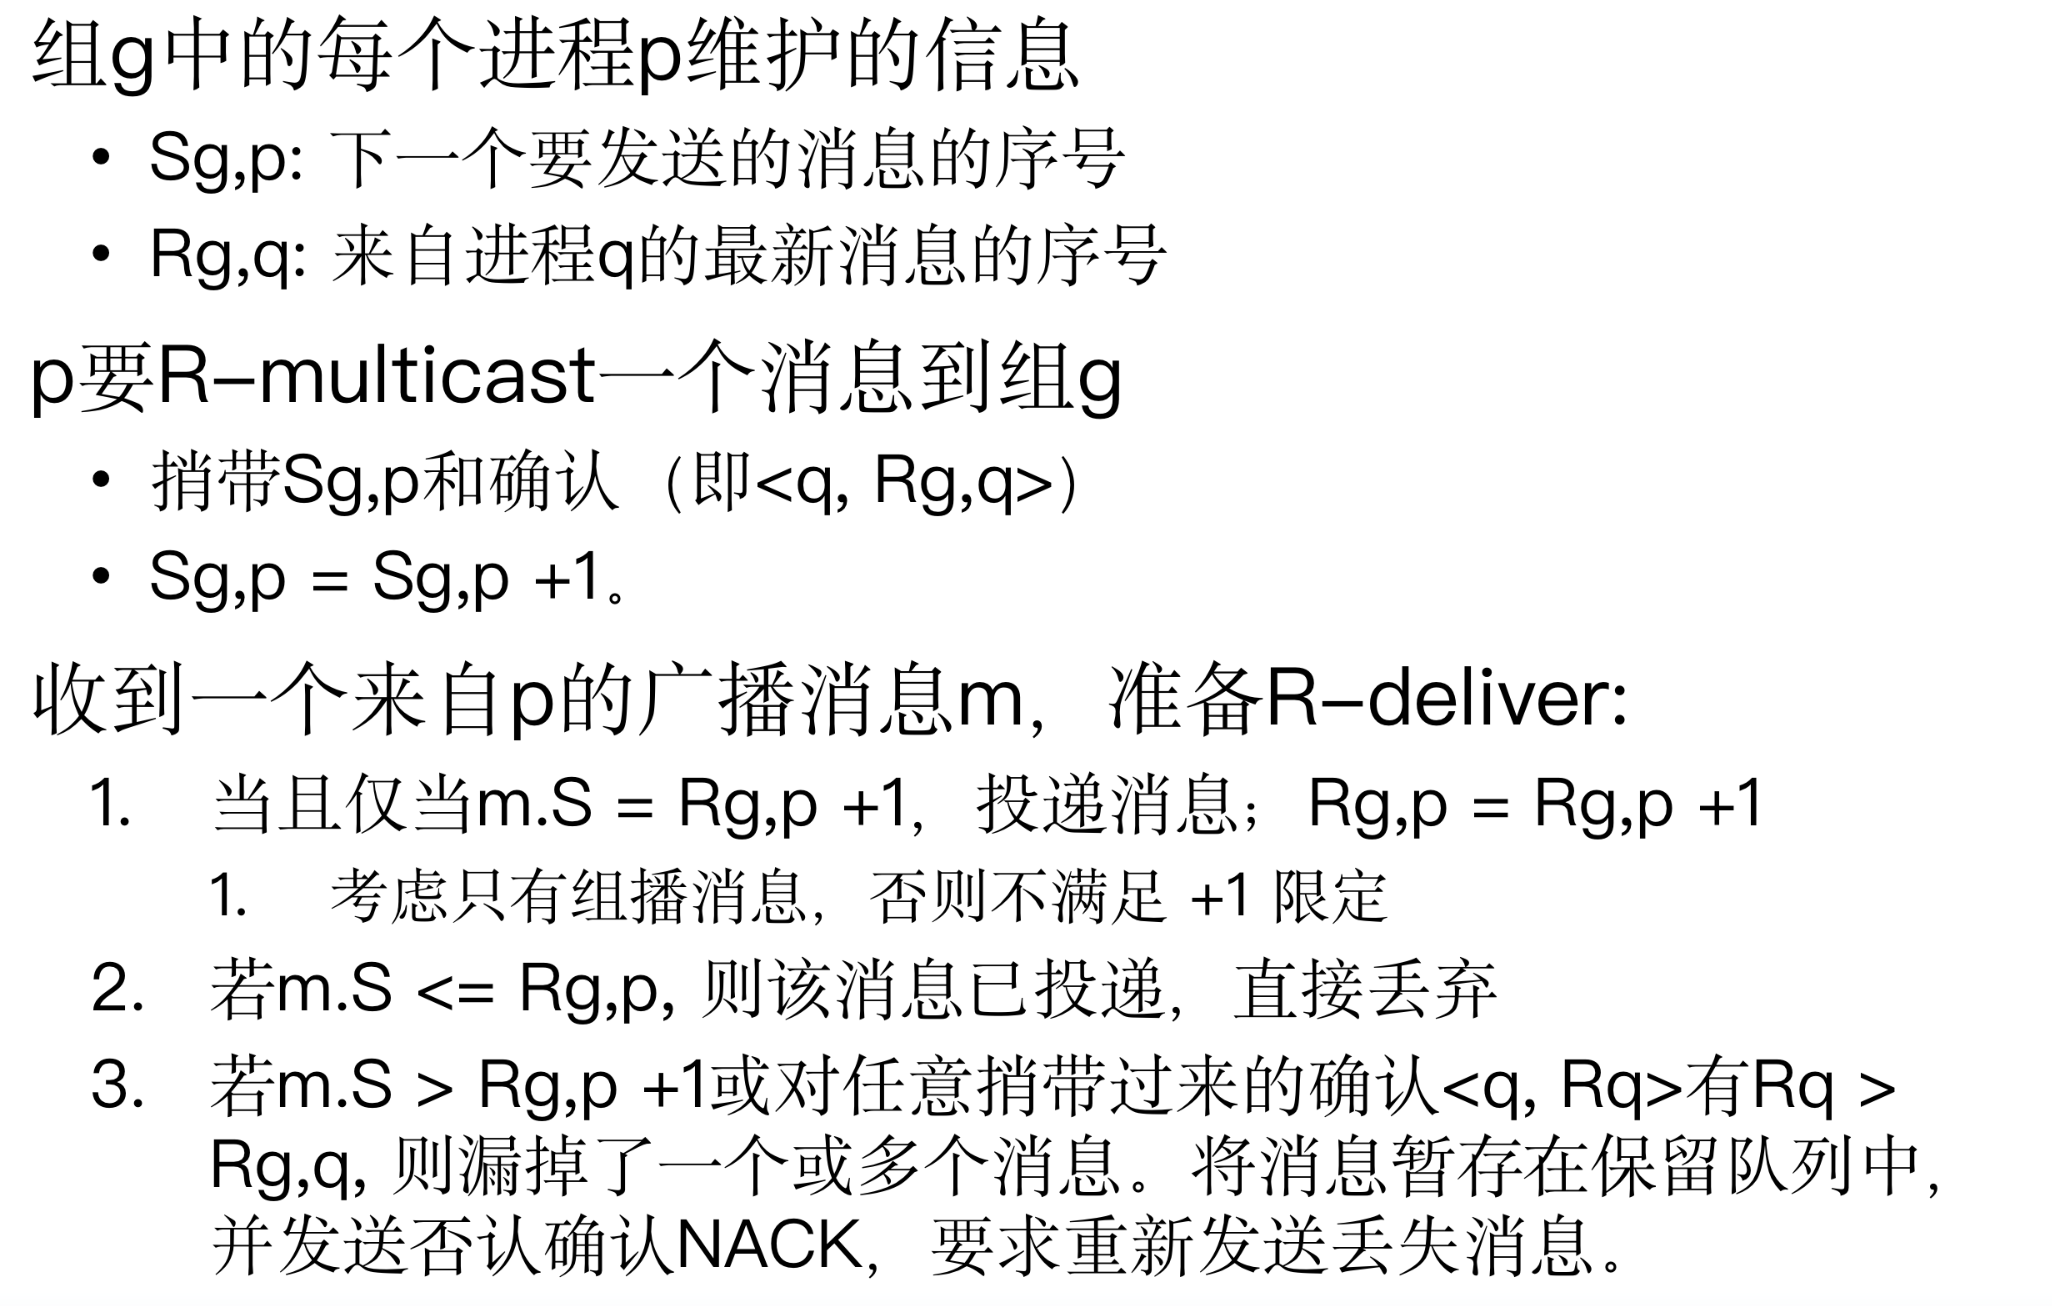 组g中的每个进程p维护的信息
• Sg,p: 下一个要发送的消息的序号
• Rg,q: 来自进程q的最新消息的序号
p要R-multicast一个消息到组g
• 捎带Sg,p和确认（即<q, Rg,q>）
• Sg,p = Sg,p +1。
收到一个来自p的广播消息m，准备R-deliver:
1. 当且仅当m.S = Rg,p +1，投递消息；Rg,p = Rg,p +1
1. 考虑只有组播消息，否则不满足 +1 限定
2. 若m.S <= Rg,p, 则该消息已投递，直接丢弃
3. 若m.S > Rg,p +1或对任意捎带过来的确认<q, Rq>有Rq >
Rg,q, 则漏掉了一个或多个消息。将消息暂存在保留队列中，
并发送否认确认NACK，要求重新发送丢失消息。